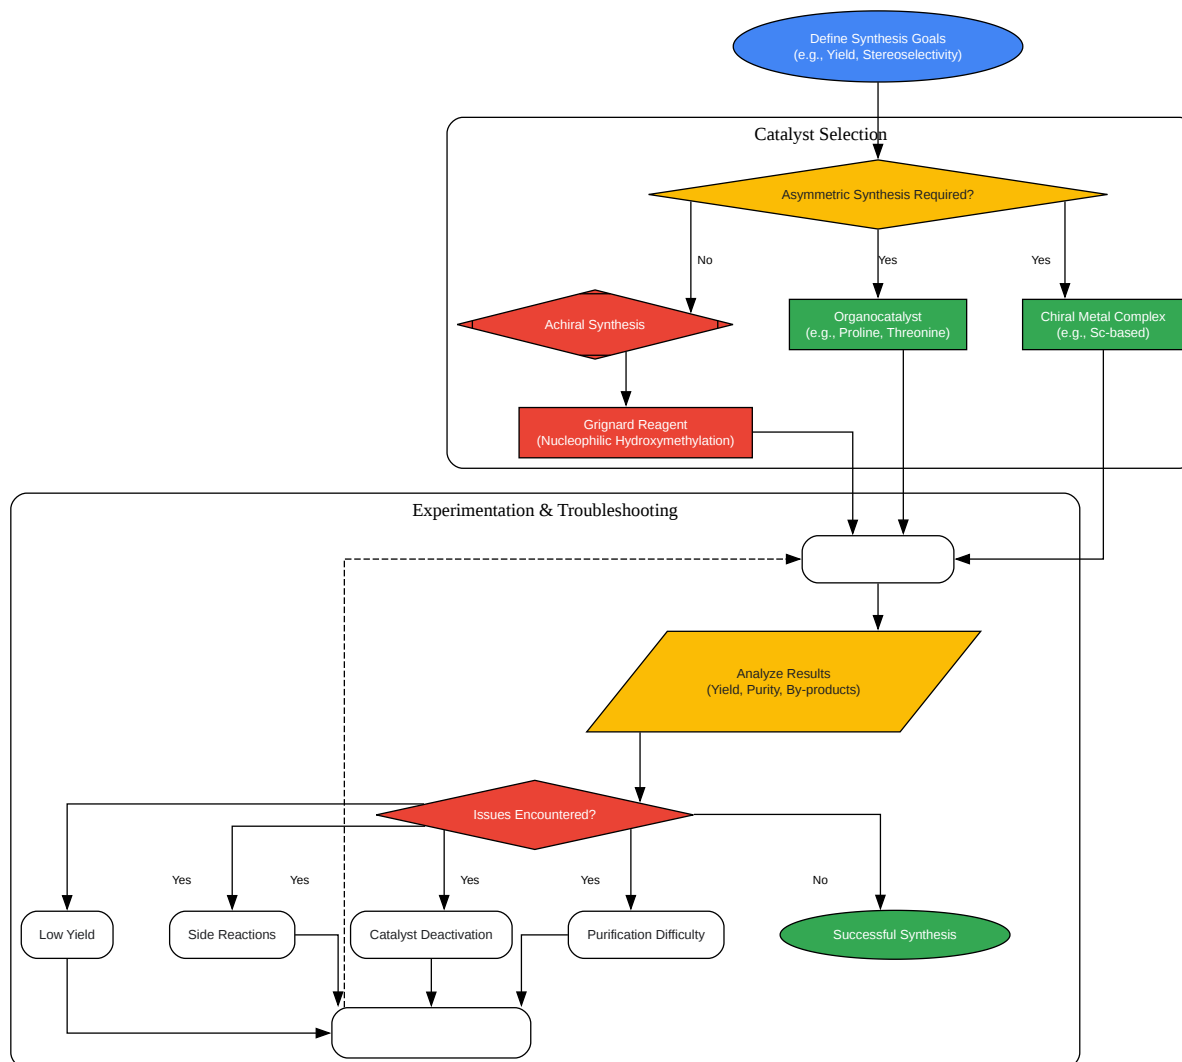 Define Synthesis Goals
(e.g., Yield, Stereoselectivity)
Catalyst Selection
Asymmetric Synthesis Required?
No
Yes
Yes
Achiral Synthesis
Organocatalyst
(e.g., Proline, Threonine)
Chiral Metal Complex
(e.g., Sc-based)
Grignard Reagent
(Nucleophilic Hydroxymethylation)
Experimentation & Troubleshooting
Analyze Results
(Yield, Purity, By-products)
Issues Encountered?
Yes
Yes
Yes
Yes
No
Low Yield
Side Reactions
Catalyst Deactivation
Purification Difficulty
Successful Synthesis